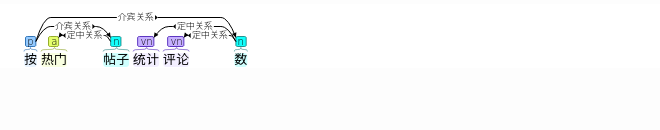 介宾关系
介宾关系 定中关系
定中关系 定中关系
p a n vn vn n
按 热门 帖子 统计 评论 数